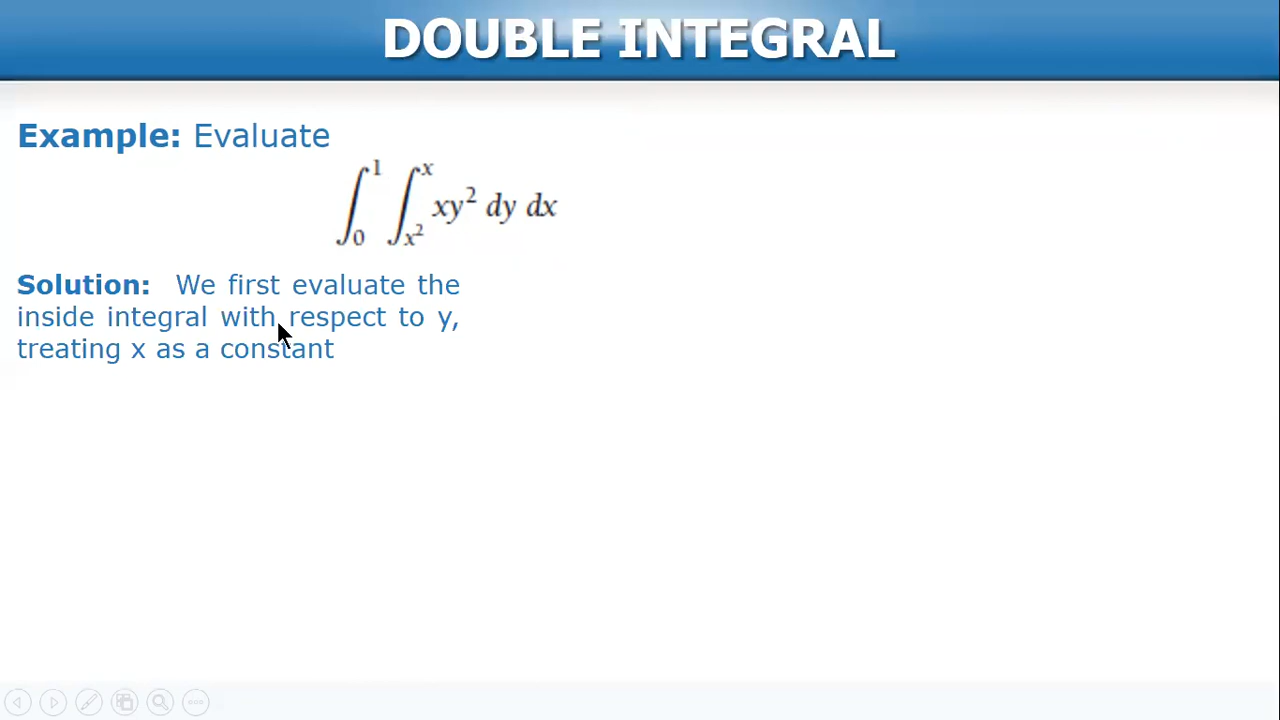 DOUBLE INTEGRAL
Example: Evaluate
∫₀¹ ∫ₓ²ˣ xy² dy dx
Solution: We first evaluate the
inside integral with respect to y,
treating x as a constant